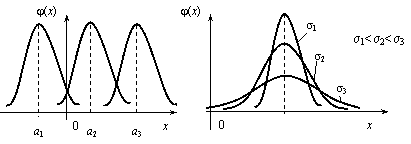 φ(x)
0
a₁ a₂ a₃ x
φ(x)
σ₁
σ₁<σ₂<σ₃
σ₂
σ₃
0 x